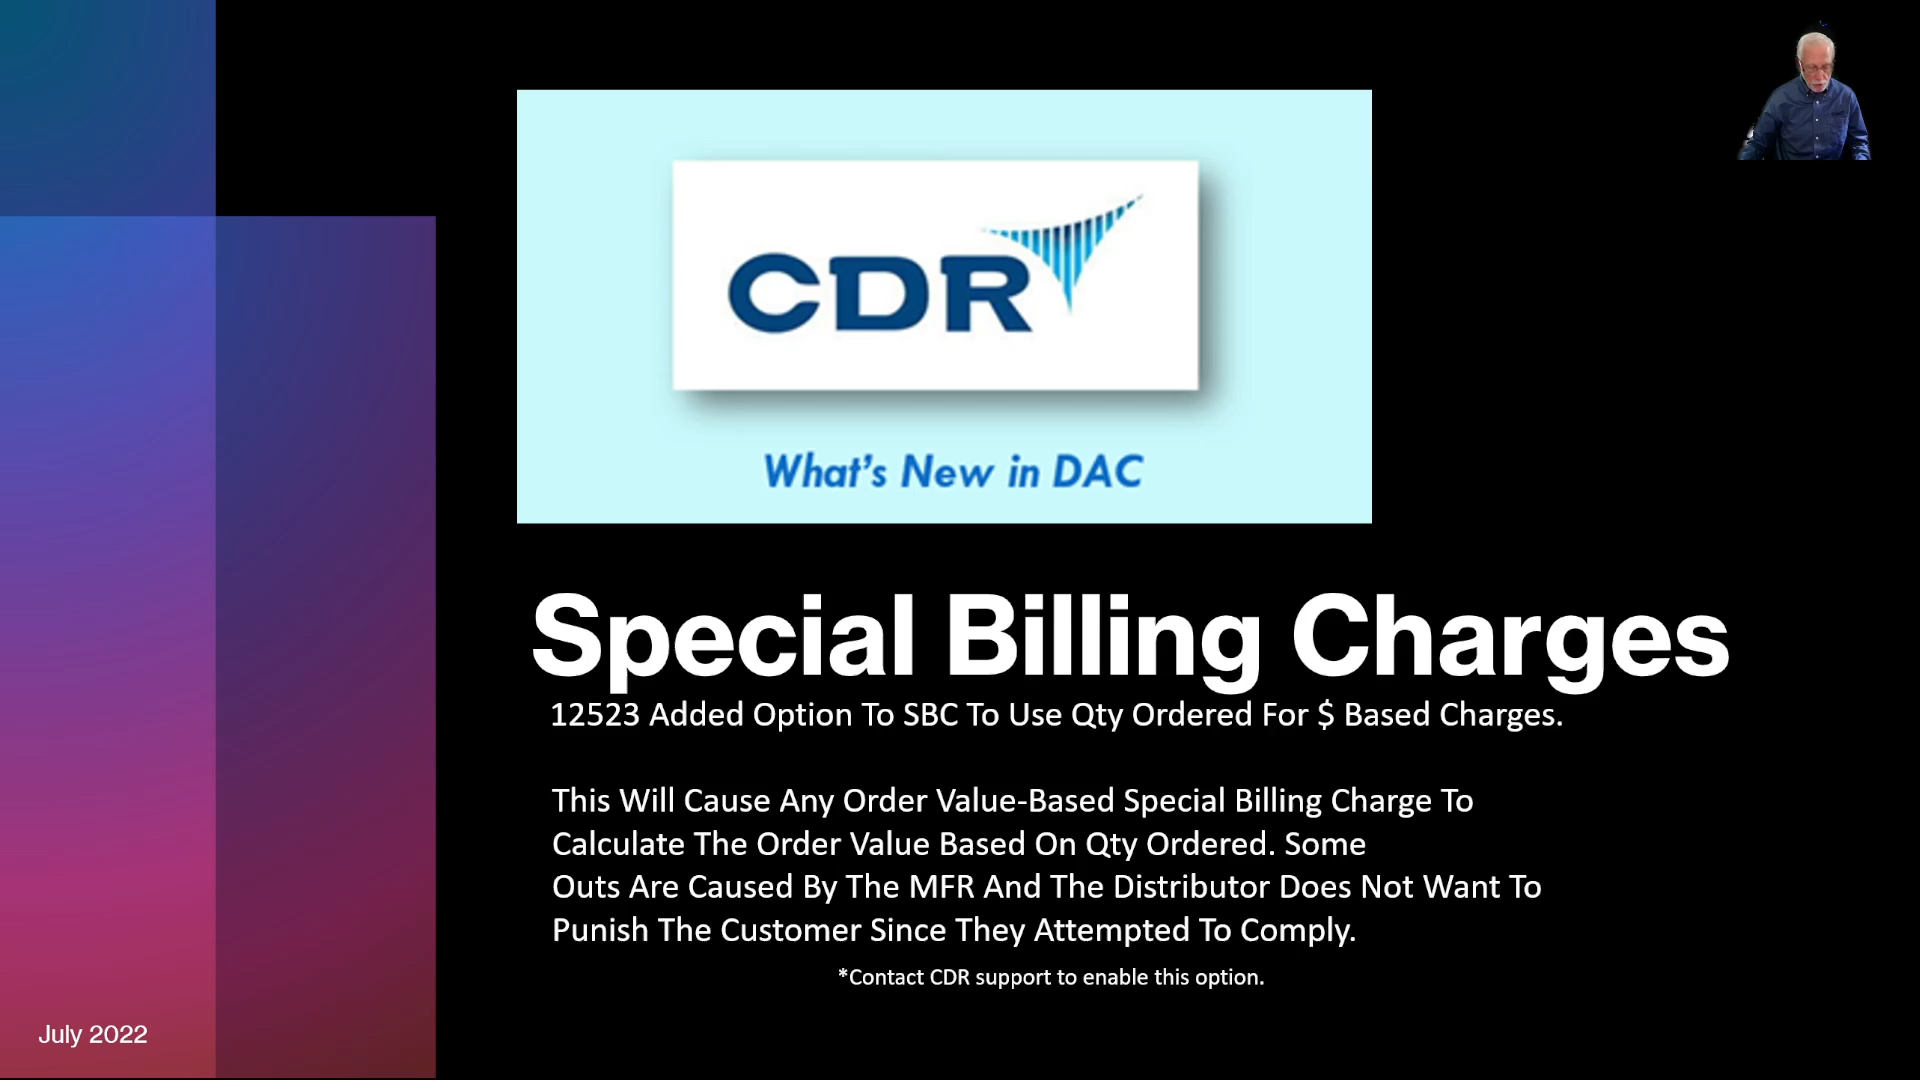 CDR
What's New in DAC
Special Billing Charges
12523 Added Option To SBC To Use Qty Ordered For $ Based Charges.
This Will Cause Any Order Value-Based Special Billing Charge To
Calculate The Order Value Based On Qty Ordered. Some
Outs Are Caused By The MFR And The Distributor Does Not Want To
Punish The Customer Since They Attempted To Comply.
*Contact CDR support to enable this option.
July 2022